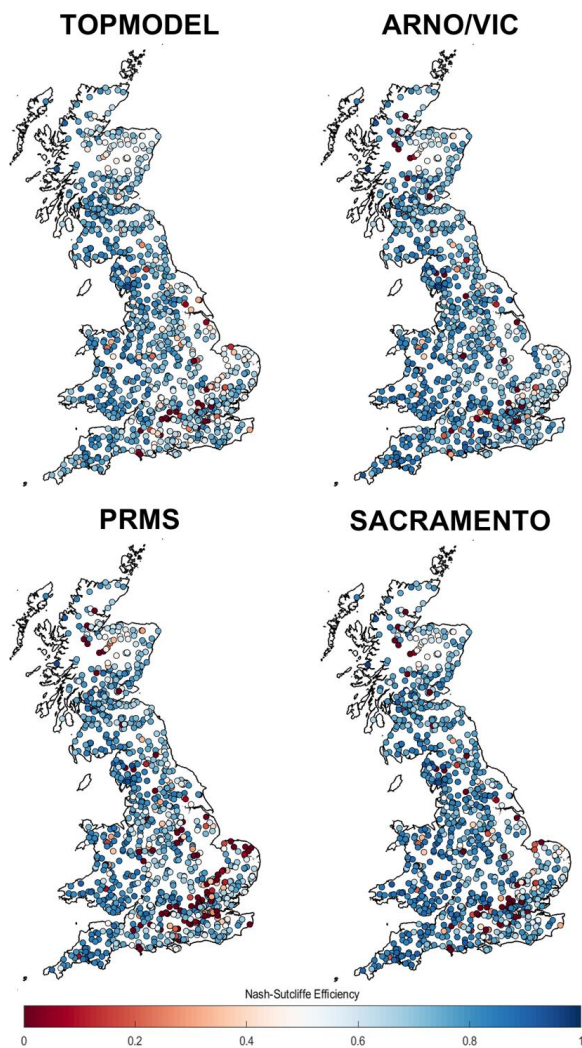 TOPMODEL ARNO/VIC
PRMS SACRAMENTO
Nash-Sutcliffe Efficiency
0 0.2 0.4 0.6 0.8 1